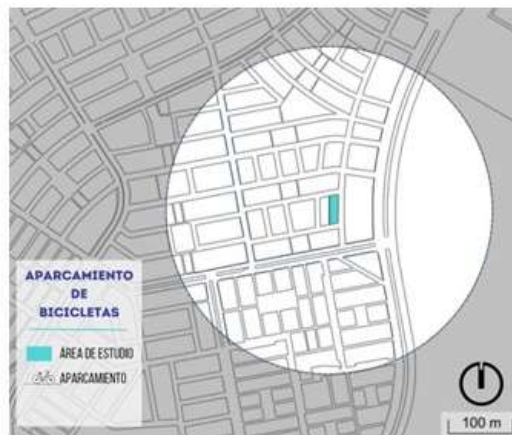 APARCAMIENTO
DE
BICICLETAS
ÁREA DE ESTUDIO
APARCAMIENTO
100 m